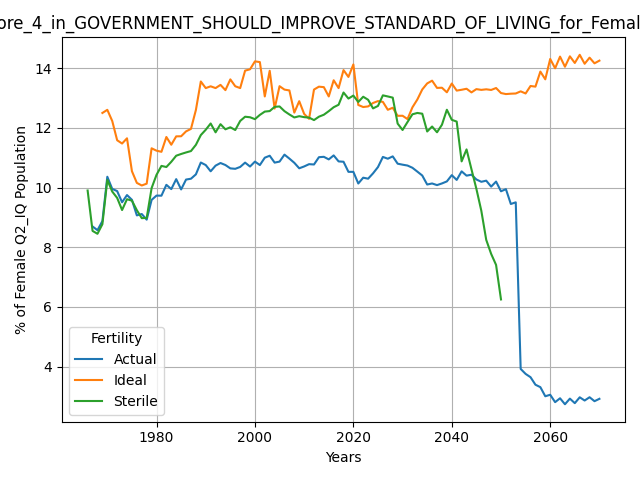 ore_4_in_GOVERNMENT_SHOULD_IMPROVE_STANDARD_OF_LIVING_for_Femal
14
12
10
8
6
4
% of Female Q2_IQ Population
Fertility
Actual
Ideal
Sterile
1980
2000
2020
2040
2060
Years